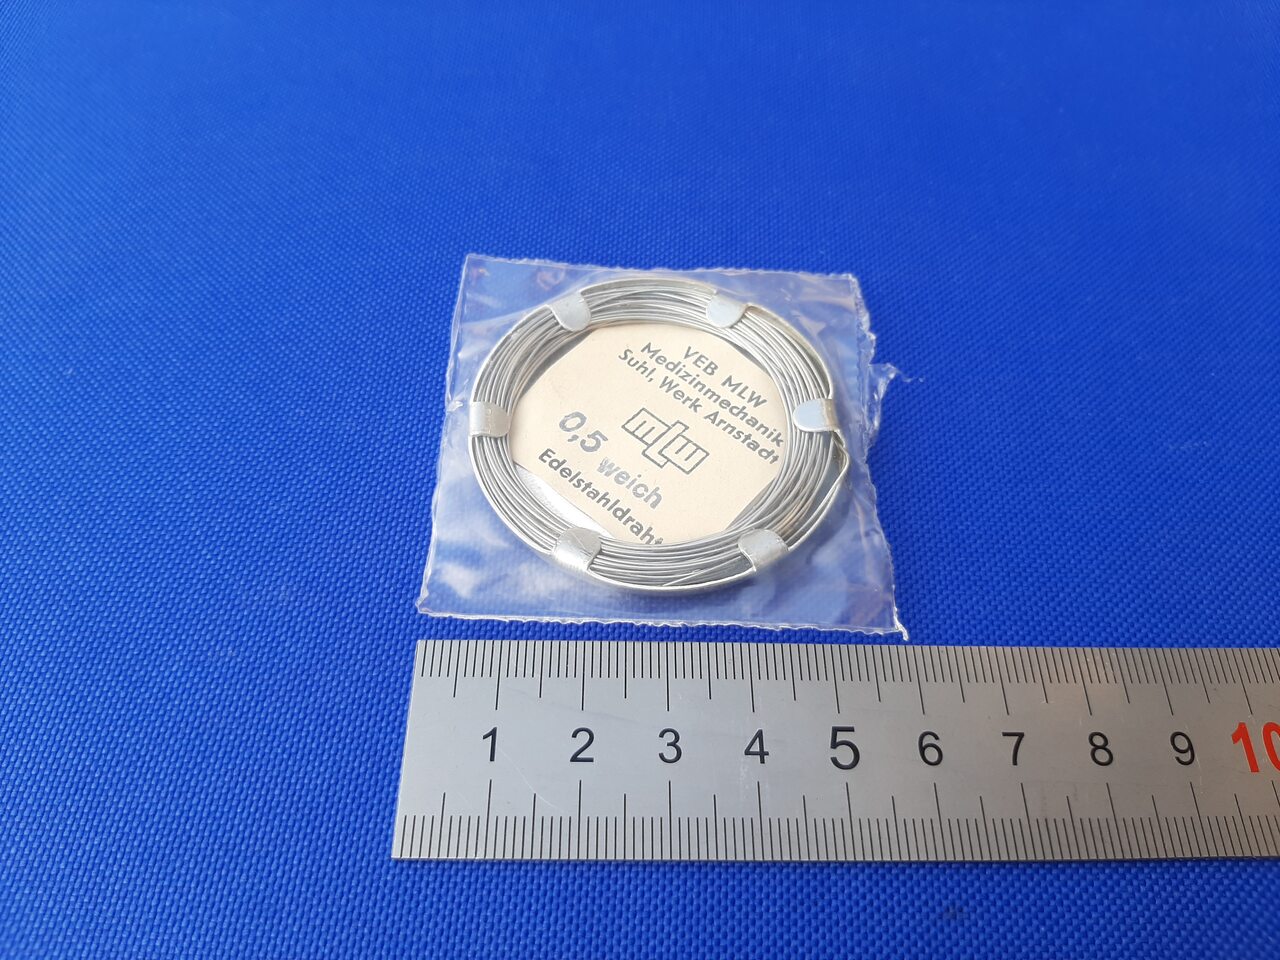 VEB MLW
Medizinmechanik
Suhl, Werk Arnstadt
mlw
0,5 weich
Edelstahldraht
1 2 3 4 5 6 7 8 9 10